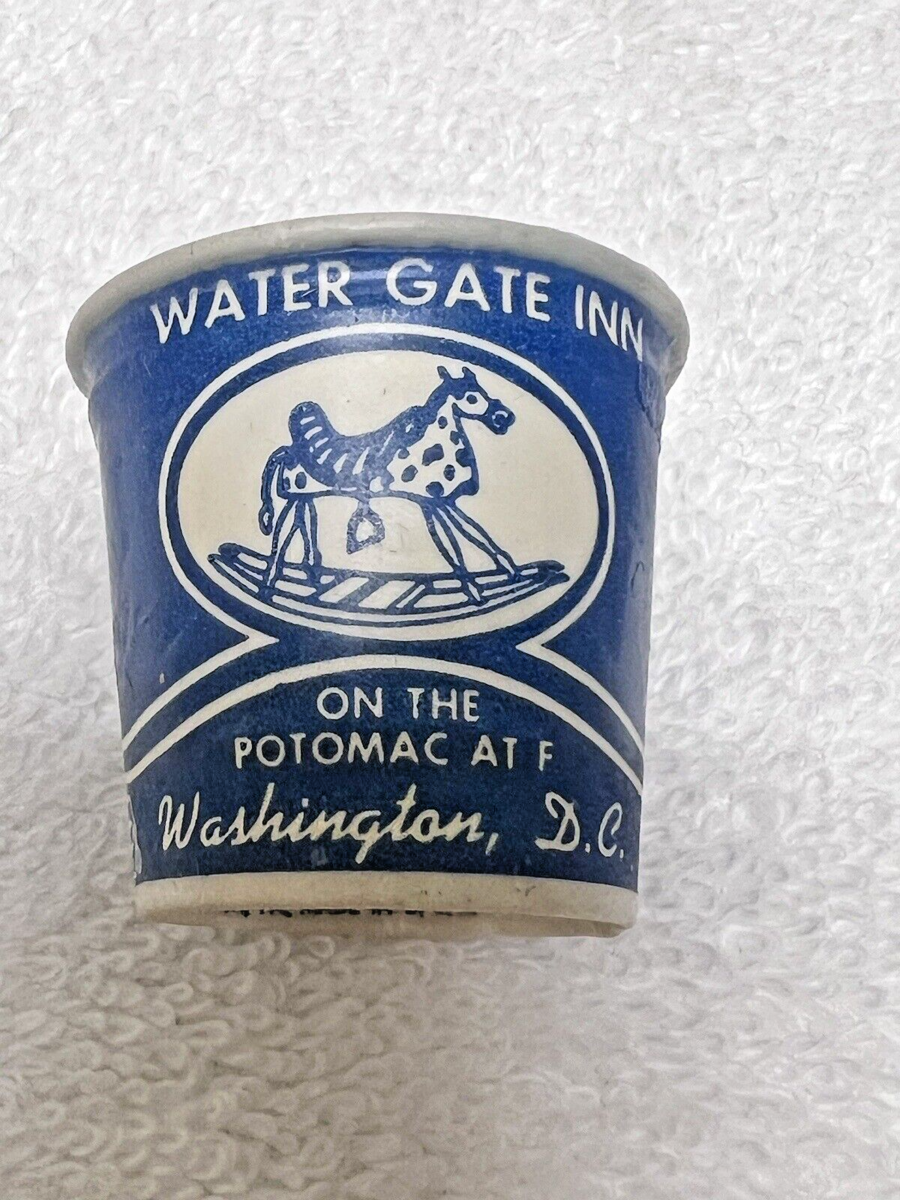 WATER GATE INN
ON THE
POTOMAC AT F
Washington, D.C.